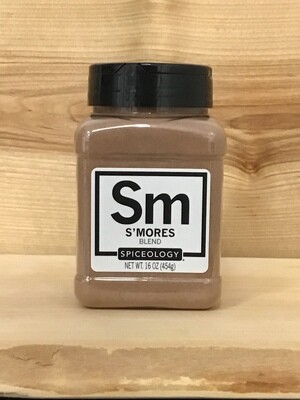 Sm
S'MORES
BLEND
SPICEOLOGY
NET WT. 16 OZ (454g)